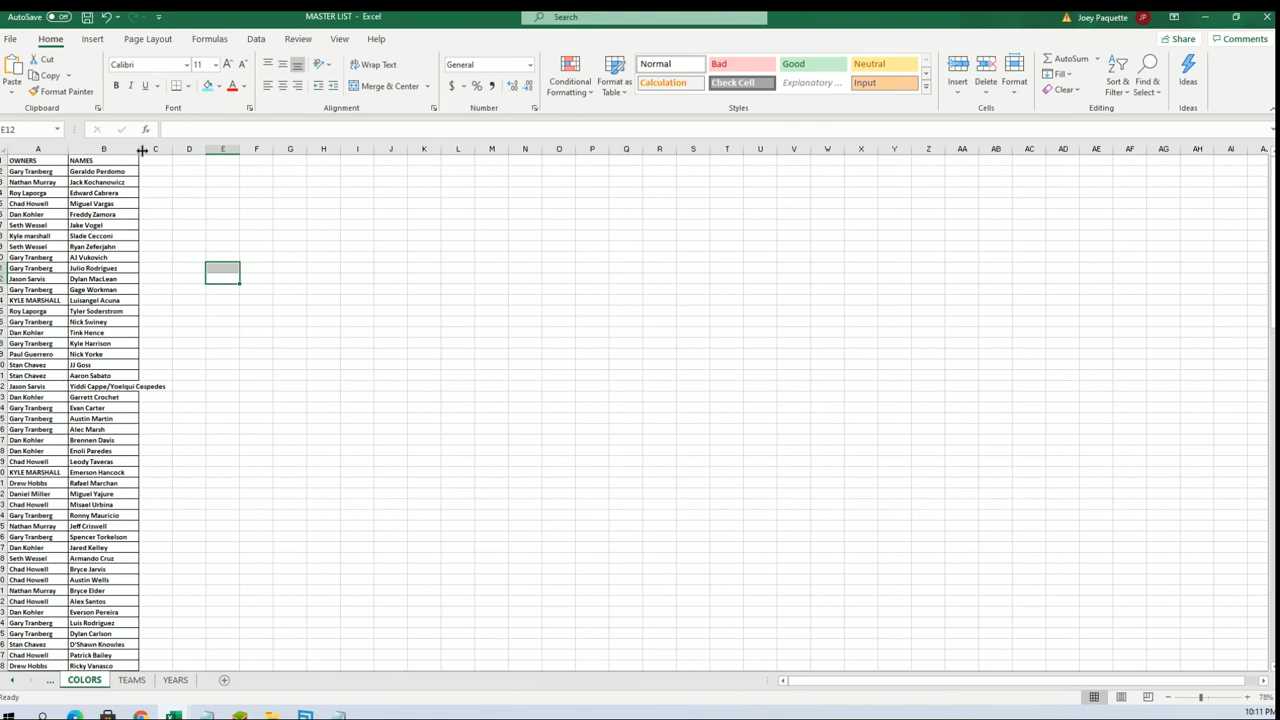 AutoSave Off MASTER LIST - Excel Search Joey Paquette JP
File Home Insert Page Layout Formulas Data Review View Help Share Comments
Cut Calibri 11 Wrap Text General Normal Bad Good Neutral AutoSum
Paste Copy Conditional Formatting Format as Table Insert Delete Format Fill Sort & Filter Find & Select Ideas
Format Painter B I U Merge & Center $ % Calculation Check Cell Explanatory ... Input Clear
Clipboard Font Alignment Number Styles Cells Editing Ideas
E12 fx
A B C D E F G H I J K L M N O P Q R S T U V W X Y Z AA AB AC AD AE AF AG AH AI
OWNERS NAMES
Gary Tranberg Geraldo Perdomo
Nathan Murray Jack Kochanowicz
Roy Laporga Edward Cabrera
Chad Howell Miguel Vargas
Dan Kohler Freddy Zamora
Seth Wessel Jake Vogel
Kyle marshall Slade Cecconi
Seth Wessel Ryan Zeferjahn
Gary Tranberg AJ Vukovich
Gary Tranberg Julio Rodriguez
Jason Sarvis Dylan MacLean
Gary Tranberg Gage Workman
KYLE MARSHALL Luisangel Acuna
Roy Laporga Tyler Soderstrom
Gary Tranberg Nick Swiney
Dan Kohler Tink Hence
Gary Tranberg Kyle Harrison
Paul Guerrero Nick Yorke
Stan Chavez JJ Goss
Stan Chavez Aaron Sabato
Jason Sarvis Yiddi Cappe/Yoelqui Cespedes
Dan Kohler Garrett Crochet
Gary Tranberg Evan Carter
Gary Tranberg Austin Martin
Gary Tranberg Alec Marsh
Dan Kohler Brennen Davis
Dan Kohler Enoli Paredes
Chad Howell Leody Taveras
KYLE MARSHALL Emerson Hancock
Drew Hobbs Rafael Marchan
Daniel Miller Miguel Yajure
Chad Howell Misael Urbina
Gary Tranberg Ronny Mauricio
Nathan Murray Jeff Criswell
Gary Tranberg Spencer Torkelson
Dan Kohler Jared Kelley
Seth Wessel Armando Cruz
Chad Howell Bryce Jarvis
Chad Howell Austin Wells
Nathan Murray Bryce Elder
Chad Howell Alex Santos
Dan Kohler Everson Pereira
Gary Tranberg Luis Rodriguez
Gary Tranberg Dylan Carlson
Stan Chavez D'Shawn Knowles
Chad Howell Patrick Bailey
Drew Hobbs Ricky Vanasco
... COLORS TEAMS YEARS
Ready 78%
10:11 PM